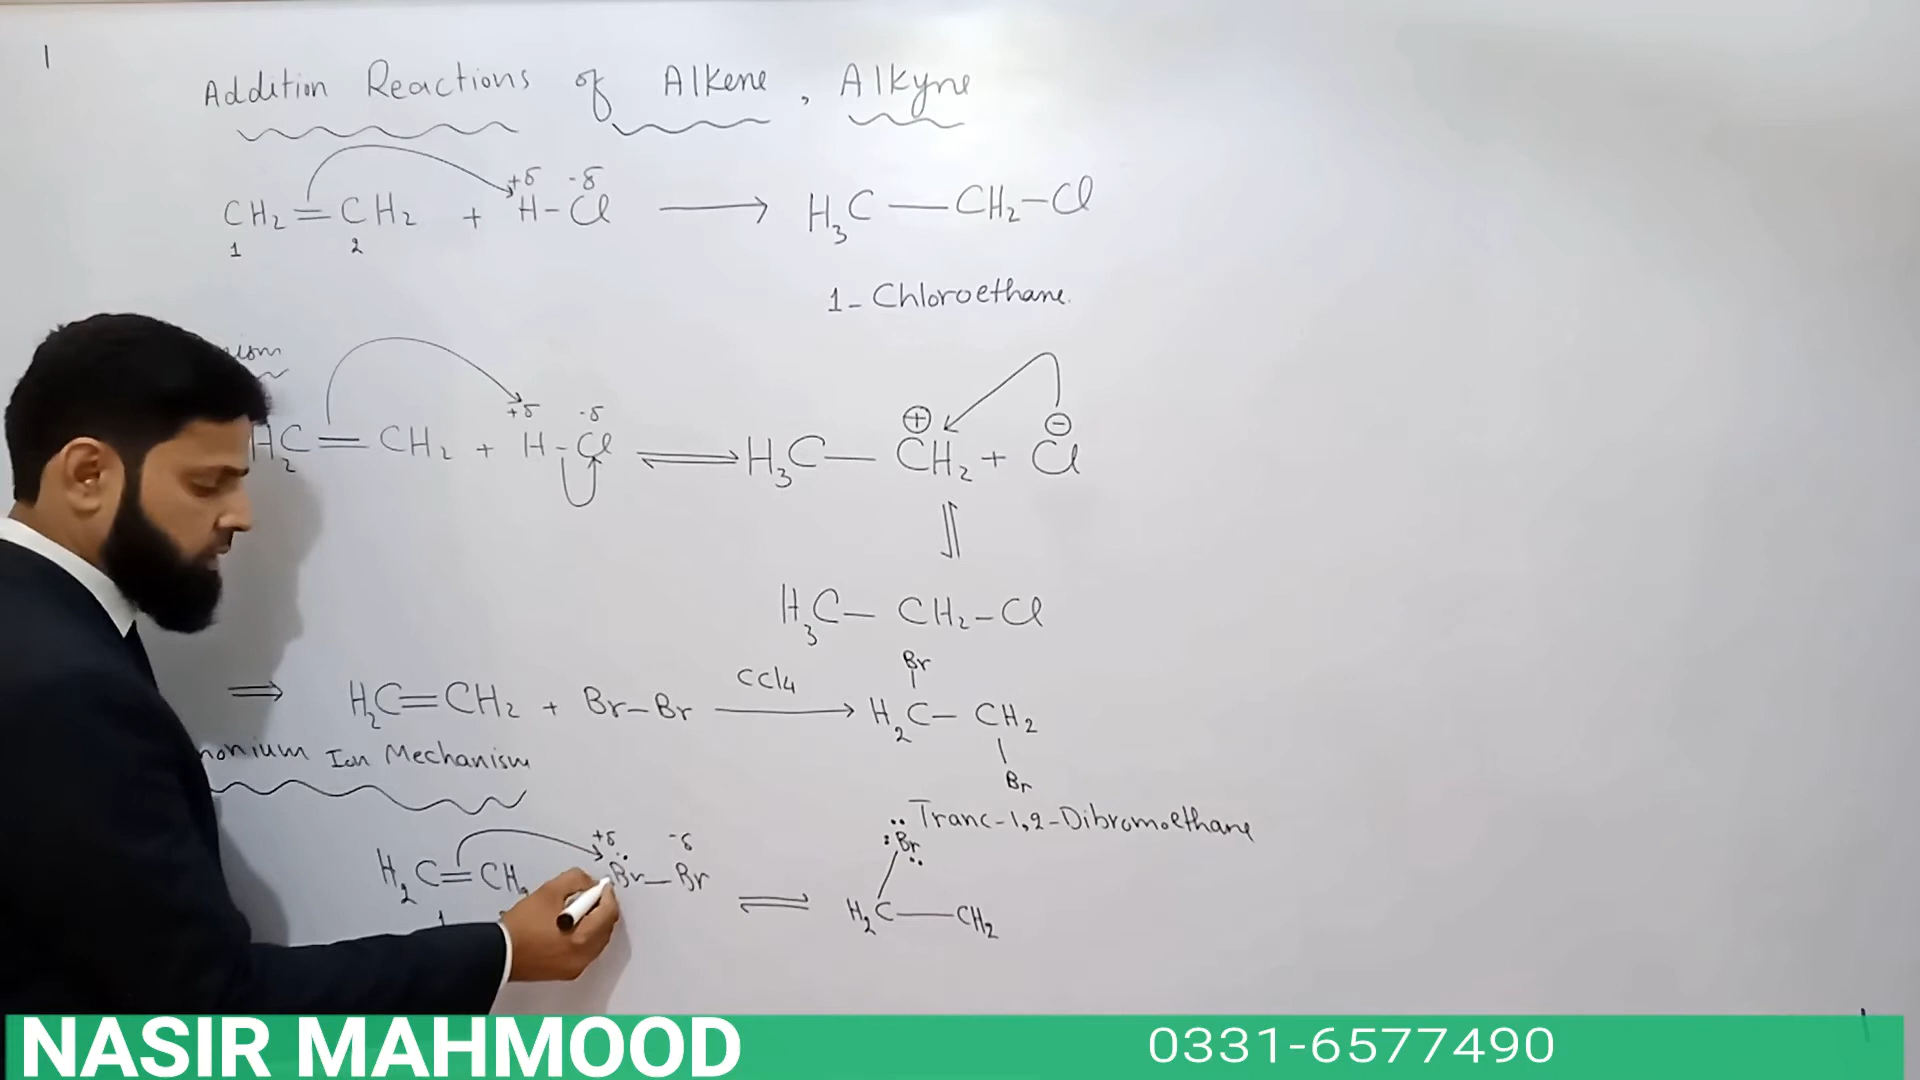 1
Addition Reactions of Alkene , Alkyne
CH2=CH2 + H-Cl ⟶ H3C—CH2-Cl
+δ -δ
1 2
1- Chloroethane.
H2C=CH2 + H-Cl ⇌ H3C—CH2 + Cl
+δ -δ ⊕ ⊖
H3C—CH2-Cl
⇒ H2C=CH2 + Br-Br ⟶ H2C-CH2
CCl4
Br
Br
Ion Mechanism
Tranc-1,2-Dibromoethane
H2C=CH2 Br—Br ⇌ H2C—CH2
+δ -δ
:Br
1
NASIR MAHMOOD
0331-6577490